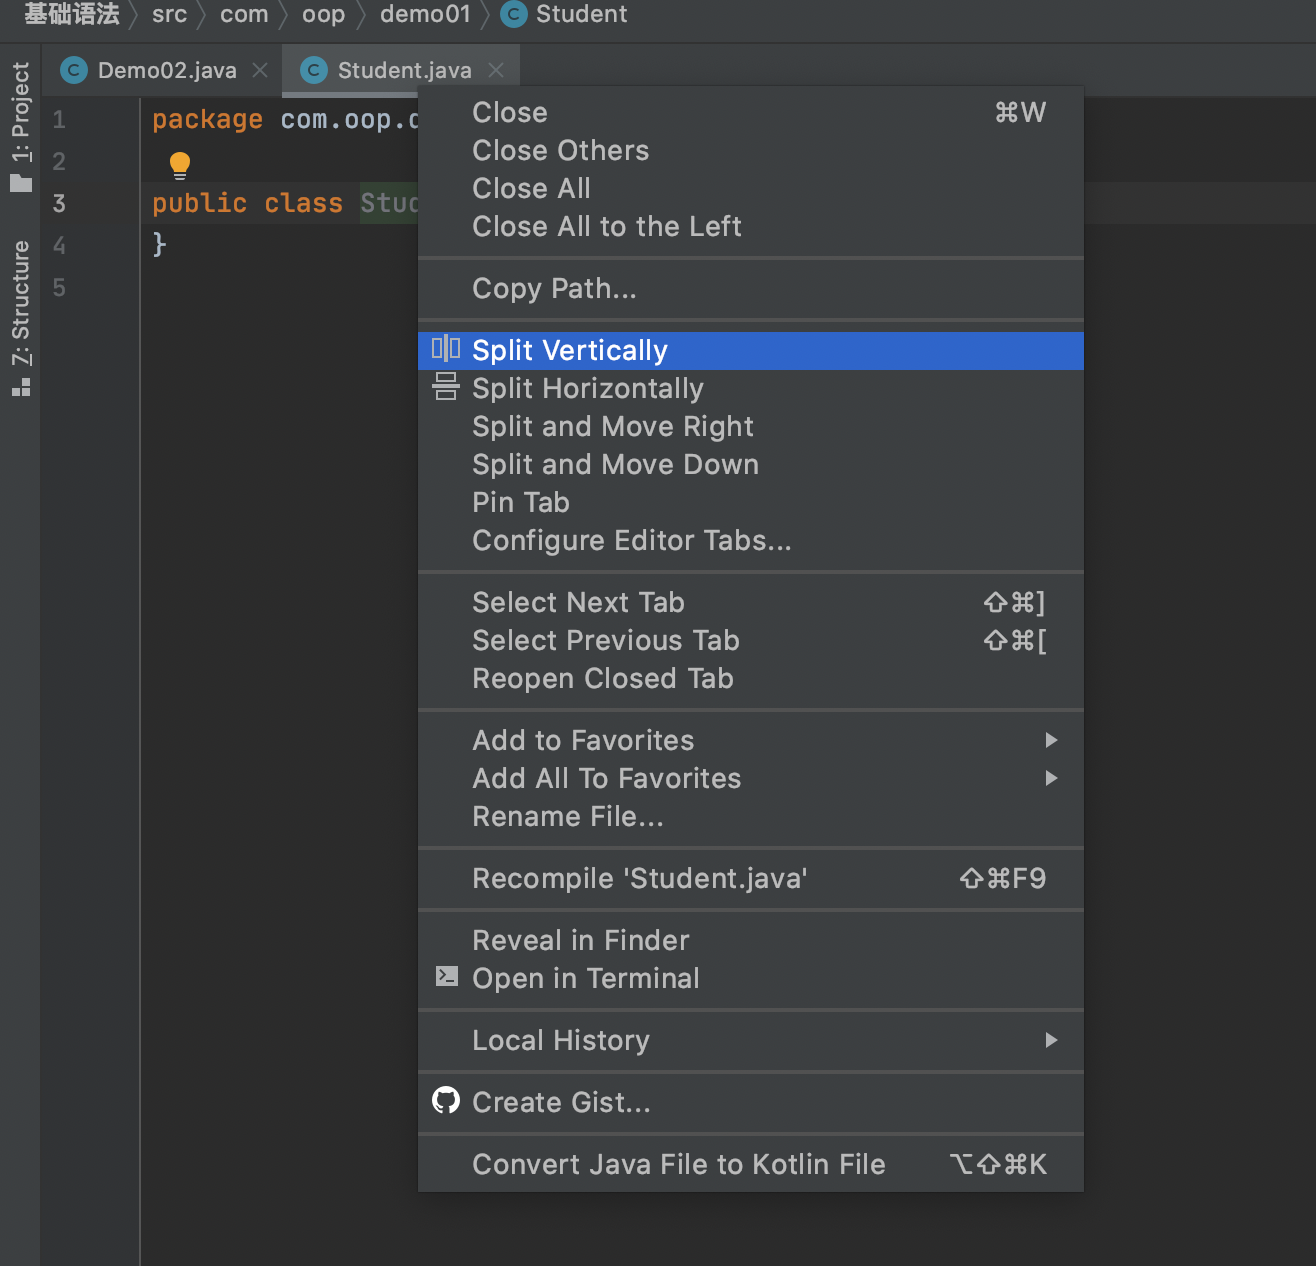 基础语法 src com oop demo01 Student
Demo02.java Student.java
1: Project
7: Structure
1 package com.oop.
2
3 public class Stud
4 }
5
Close ⌘W
Close Others
Close All
Close All to the Left
Copy Path...
Split Vertically
Split Horizontally
Split and Move Right
Split and Move Down
Pin Tab
Configure Editor Tabs...
Select Next Tab ⇧⌘]
Select Previous Tab ⇧⌘[
Reopen Closed Tab
Add to Favorites
Add All To Favorites
Rename File...
Recompile 'Student.java' ⇧⌘F9
Reveal in Finder
Open in Terminal
Local History
Create Gist...
Convert Java File to Kotlin File ⌥⇧⌘K